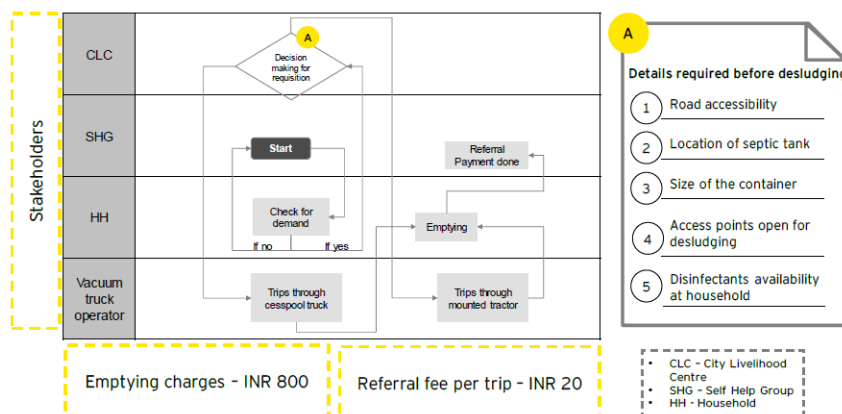 Stakeholders
CLC
SHG
HH
Vacuum
truck
operator
A
Decision
making for
requisition
Start
Referral
Payment done
Check for
demand
If no
If yes
Emptying
Trips through
cesspool truck
Trips through
mounted tractor
Emptying charges – INR 800
Referral fee per trip – INR 20
A
Details required before desludging
1 Road accessibility
2 Location of septic tank
3 Size of the container
4 Access points open for
desludging
5 Disinfectants availability
at household
• CLC – City Livelihood
Centre
• SHG – Self Help Group
• HH - Household